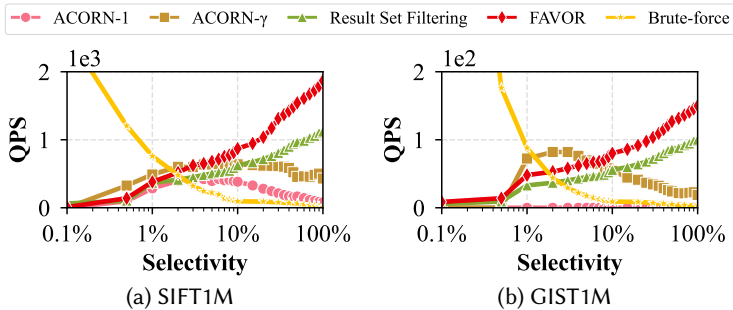 ACORN-1 ACORN-γ Result Set Filtering FAVOR Brute-force
1e3
2
1
0
QPS
0.1% 1% 10% 100%
Selectivity
(a) SIFT1M
1e2
2
1
0
QPS
0.1% 1% 10% 100%
Selectivity
(b) GIST1M